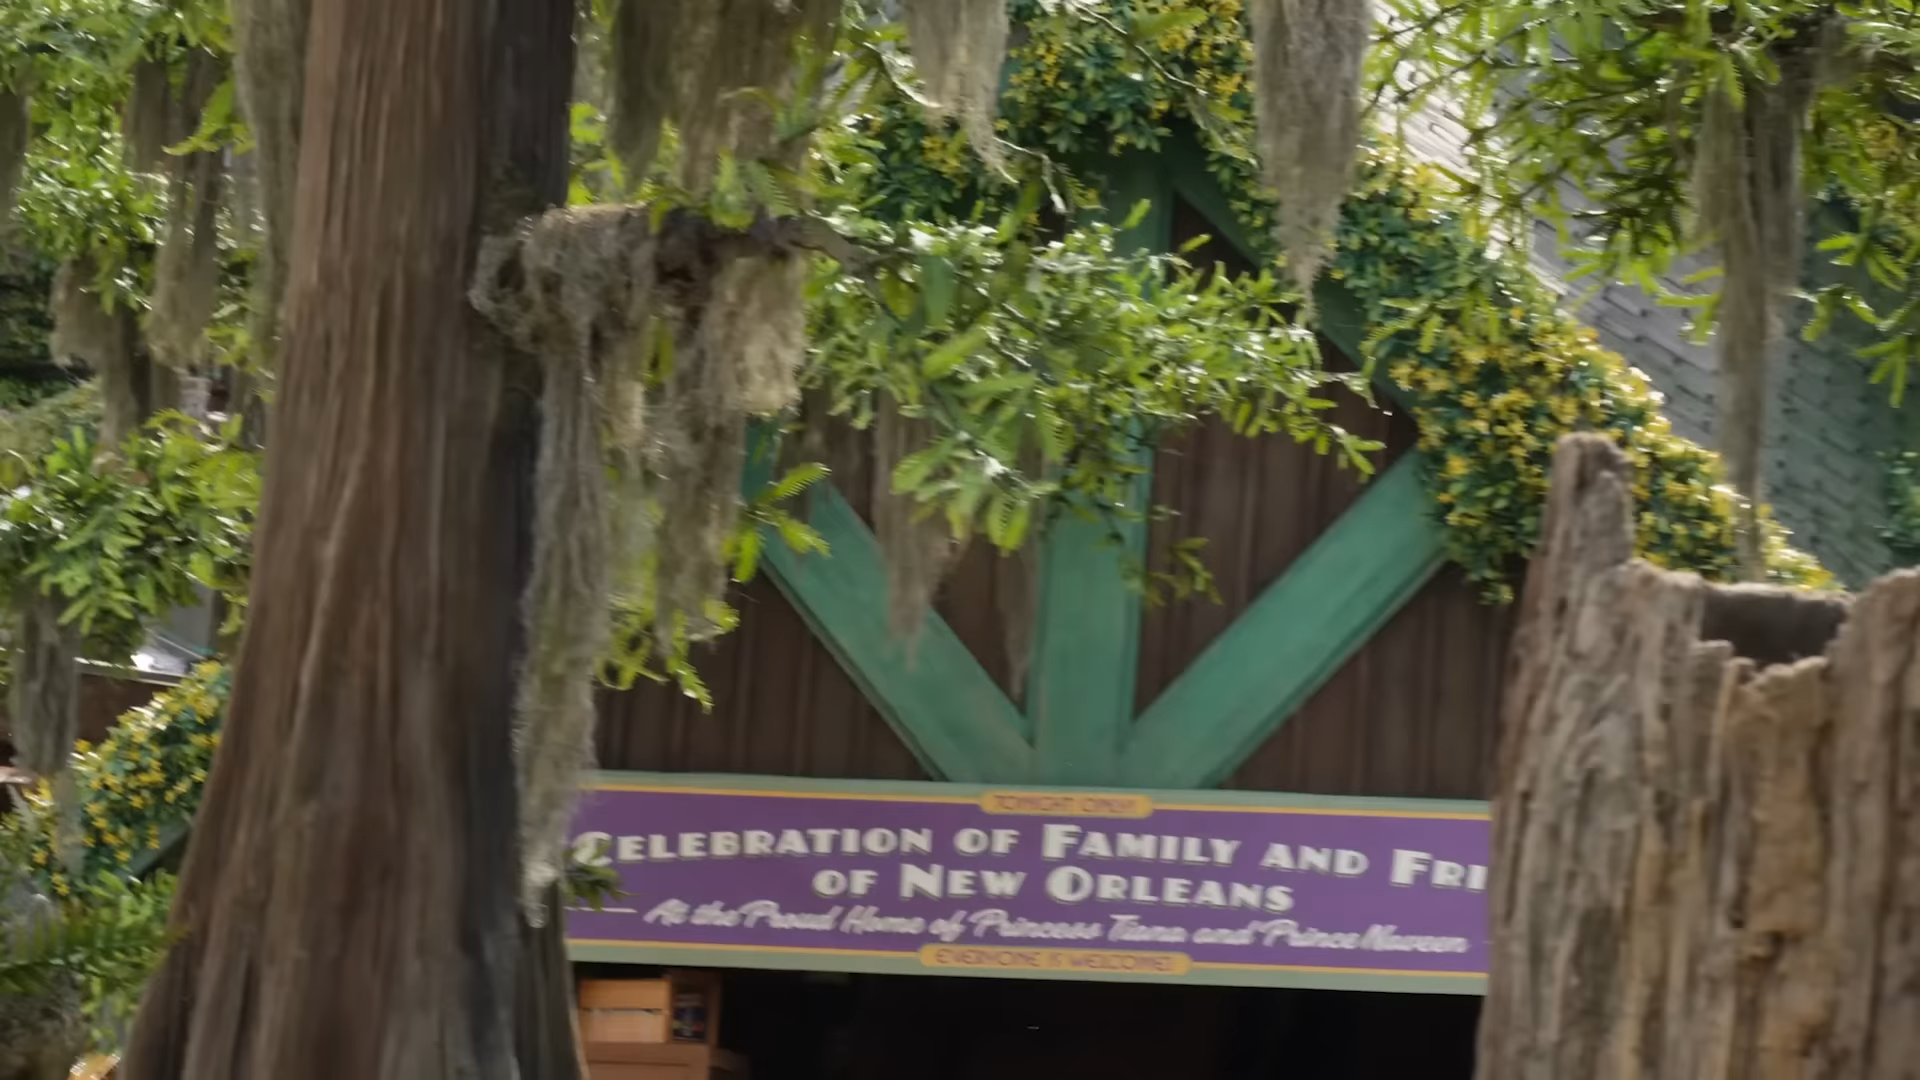 TONIGHT ONLY!
CELEBRATION OF FAMILY AND FRI
OF NEW ORLEANS
At the Proud Home of Princess Tiana and Prince Naveen
EVERYONE IS WELCOME!